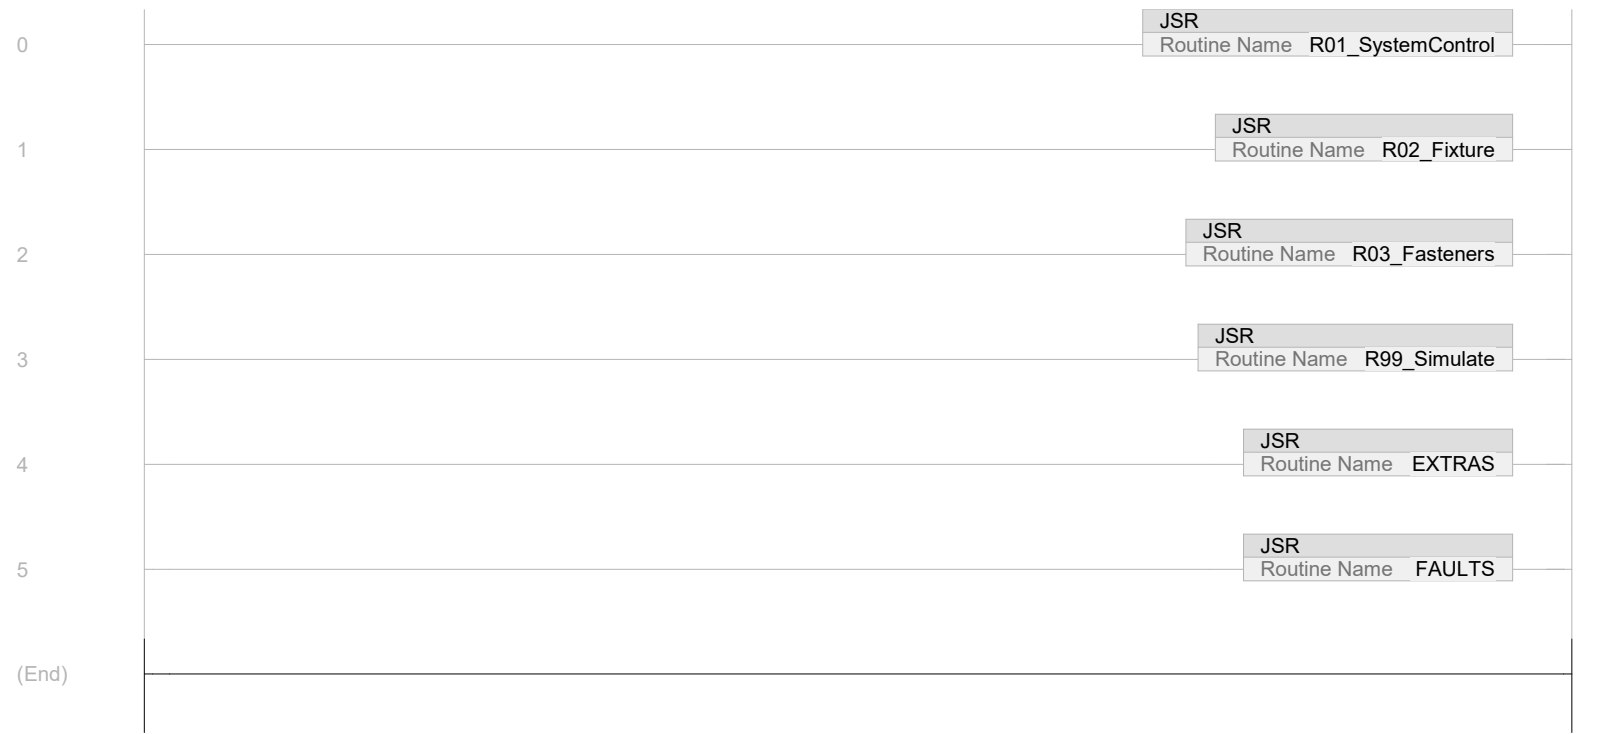 JSR
0 Routine Name R01_SystemControl
JSR
1 Routine Name R02_Fixture
JSR
2 Routine Name R03_Fasteners
JSR
3 Routine Name R99_Simulate
JSR
4 Routine Name EXTRAS
JSR
5 Routine Name FAULTS
(End)